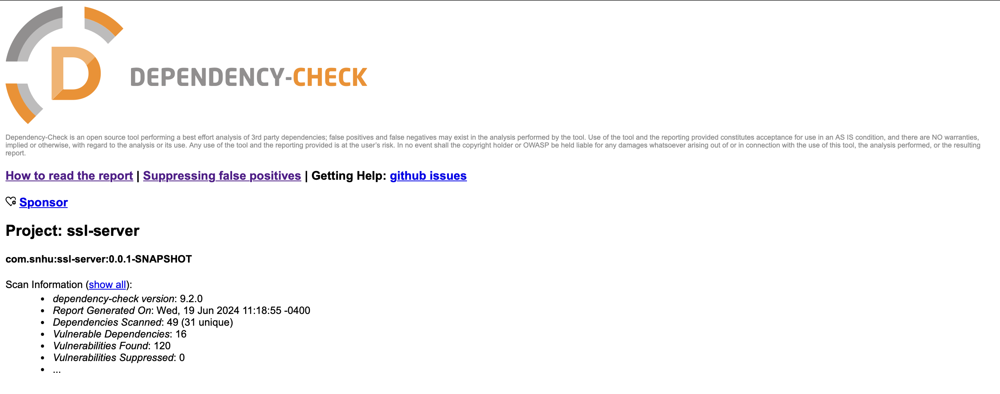 D
DEPENDENCY-CHECK
Dependency-Check is an open source tool performing a best effort analysis of 3rd party dependencies; false positives and false negatives may exist in the analysis performed by the tool. Use of the tool and the reporting provided constitutes acceptance for use in an AS IS condition, and there are NO warranties,
implied or otherwise, with regard to the analysis or its use. Any use of the tool and the reporting provided is at the user’s risk. In no event shall the copyright holder or OWASP be held liable for any damages whatsoever arising out of or in connection with the use of this tool, the analysis performed, or the resulting
report.
How to read the report | Suppressing false positives | Getting Help: github issues
Sponsor
Project: ssl-server
com.snhu:ssl-server:0.0.1-SNAPSHOT
Scan Information (show all):
• dependency-check version: 9.2.0
• Report Generated On: Wed, 19 Jun 2024 11:18:55 -0400
• Dependencies Scanned: 49 (31 unique)
• Vulnerable Dependencies: 16
• Vulnerabilities Found: 120
• Vulnerabilities Suppressed: 0
• ...